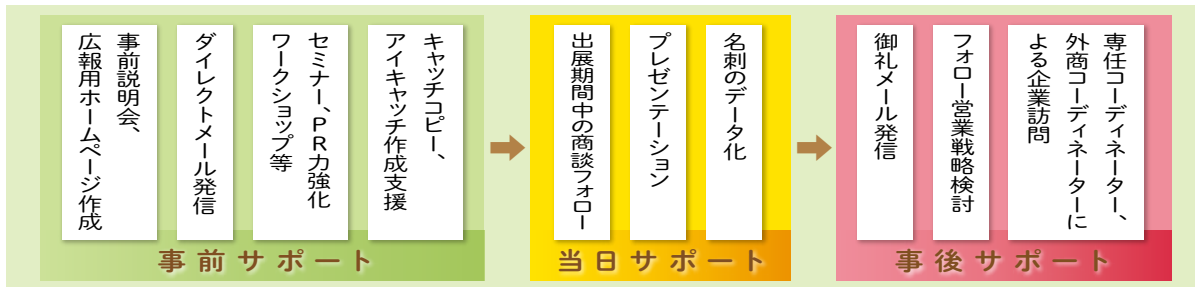 事前説明会、
広報用ホームページ作成
ダイレクトメール発信
セミナー、PR力強化
ワークショップ等
キャッチコピー、
アイキャッチ作成支援
事前サポート
出展期間中の商談フォロー
プレゼンテーション
名刺のデータ化
当日サポート
御礼メール発信
フォロー営業戦略検討
専任コーディネーター、
外商コーディネーターに
よる企業訪問
事後サポート